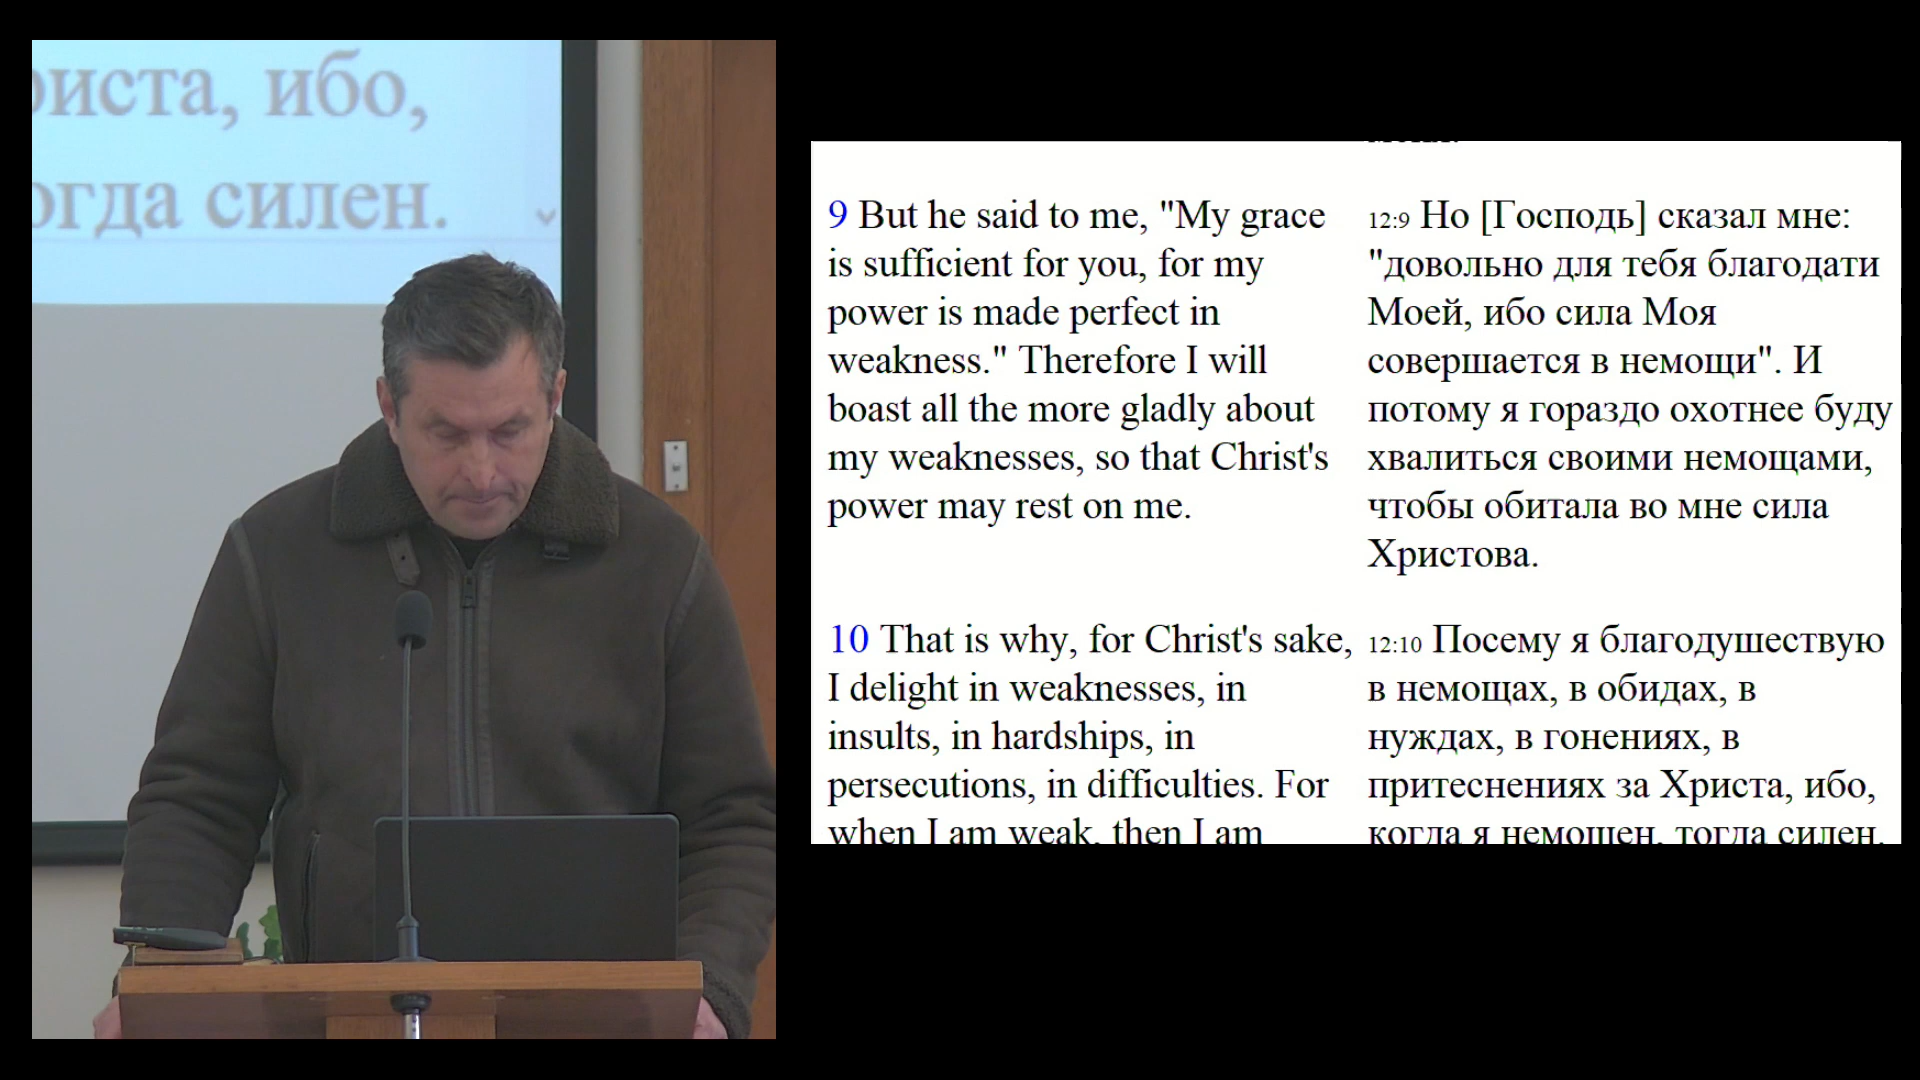 риста, ибо,
огда силен.
9 But he said to me, "My grace
is sufficient for you, for my
power is made perfect in
weakness." Therefore I will
boast all the more gladly about
my weaknesses, so that Christ's
power may rest on me.
10 That is why, for Christ's sake,
I delight in weaknesses, in
insults, in hardships, in
persecutions, in difficulties. For
when I am weak, then I am
12:9 Но [Господь] сказал мне:
"довольно для тебя благодати
Моей, ибо сила Моя
совершается в немощи". И
потому я гораздо охотнее буду
хвалиться своими немощами,
чтобы обитала во мне сила
Христова.
12:10 Посему я благодушествую
в немощах, в обидах, в
нуждах, в гонениях, в
притеснениях за Христа, ибо,
когда я немощен, тогда силен.